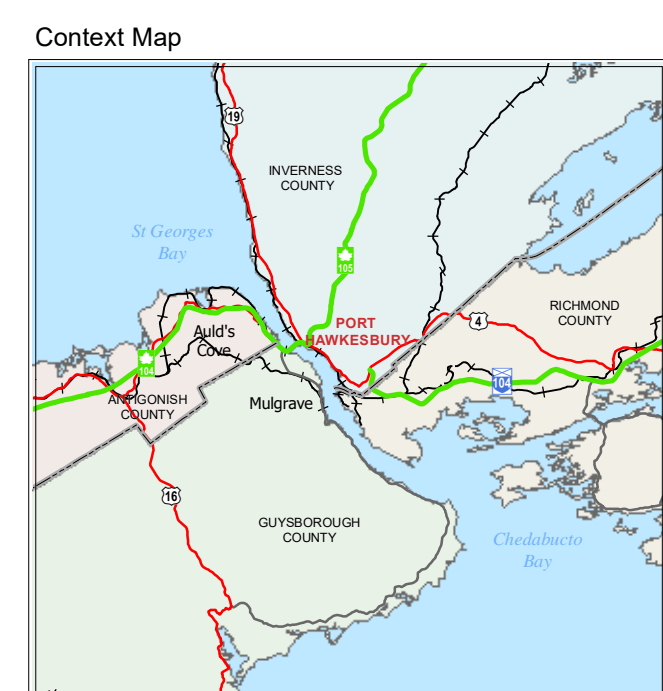 Context Map
19
INVERNESS
COUNTY
St Georges
Bay
105
RICHMOND
COUNTY
PORT
HAWKESBURY
4
Auld's
Cove
104
104
ANTIGONISH
COUNTY
Mulgrave
16
GUYSBOROUGH
COUNTY
Chedabucto
Bay